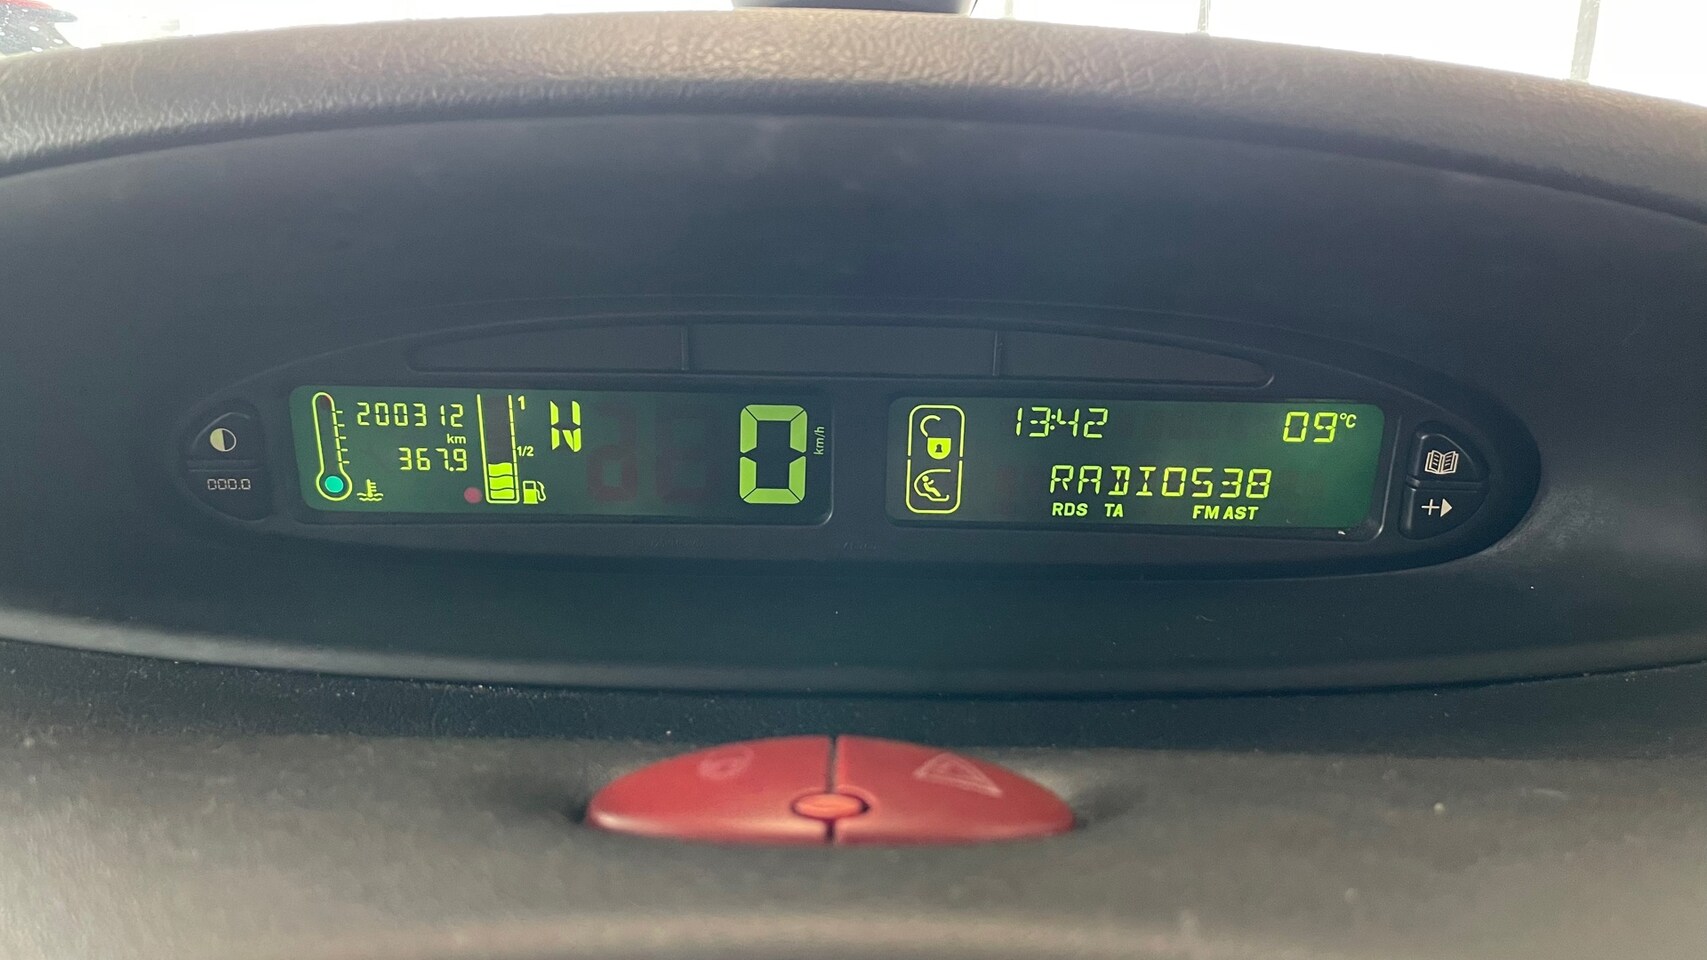 200312
km
367.9
1
1/2
N
0
km/h
000.0
13:42
09°C
RADIO538
RDS TA FM AST